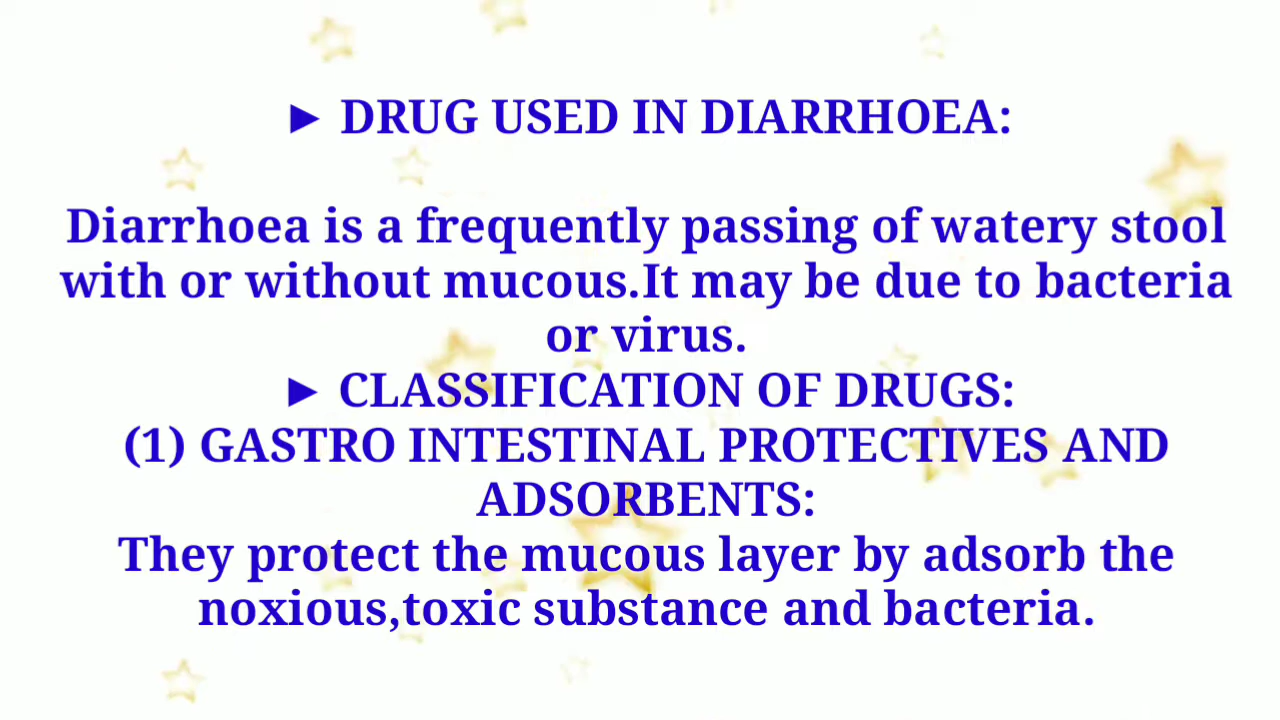 ► DRUG USED IN DIARRHOEA:
Diarrhoea is a frequently passing of watery stool
with or without mucous.It may be due to bacteria
or virus.
► CLASSIFICATION OF DRUGS:
(1) GASTRO INTESTINAL PROTECTIVES AND
ADSORBENTS:
They protect the mucous layer by adsorb the
noxious,toxic substance and bacteria.